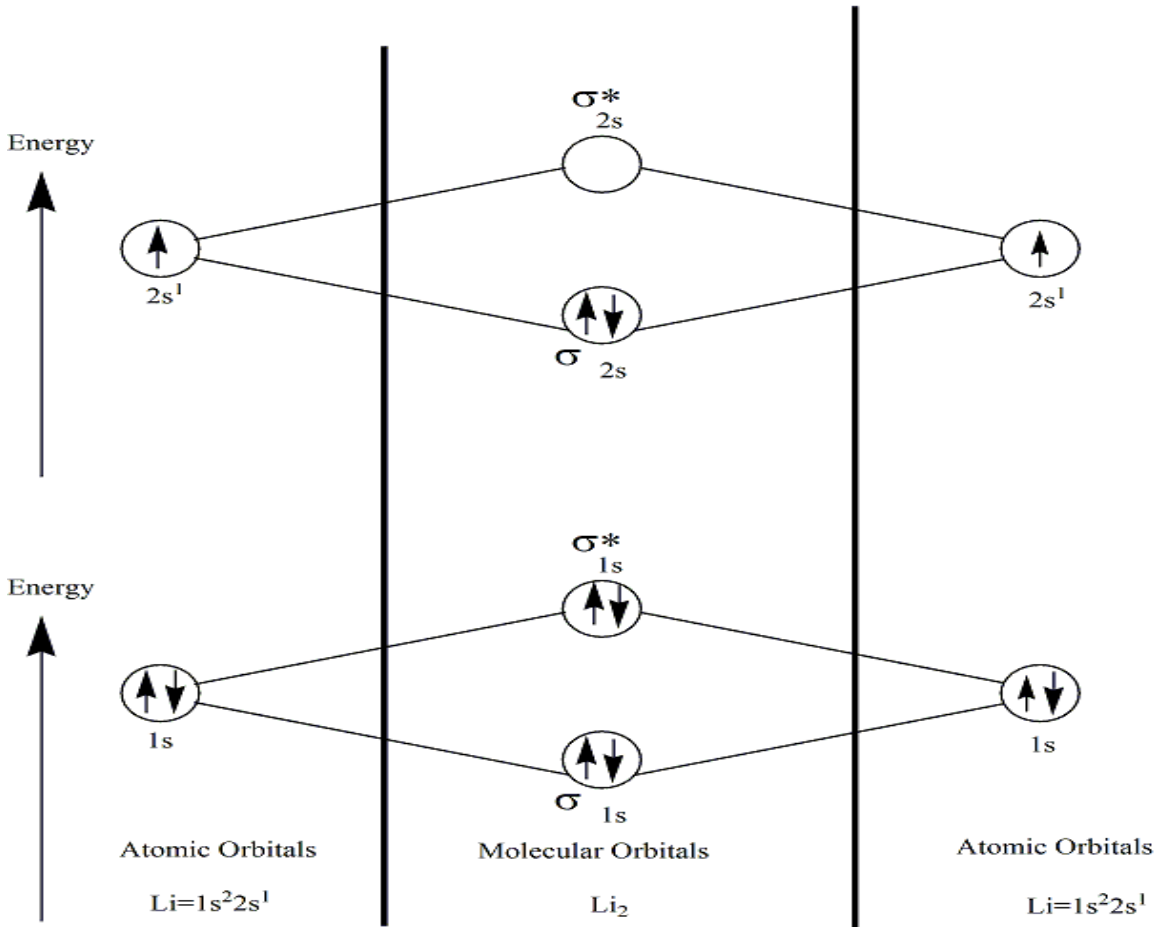 σ*
2s
Energy
2s¹
2s¹
σ 2s
σ*
1s
Energy
1s
1s
σ 1s
Atomic Orbitals
Molecular Orbitals
Atomic Orbitals
Li=1s²2s¹
Li₂
Li=1s²2s¹